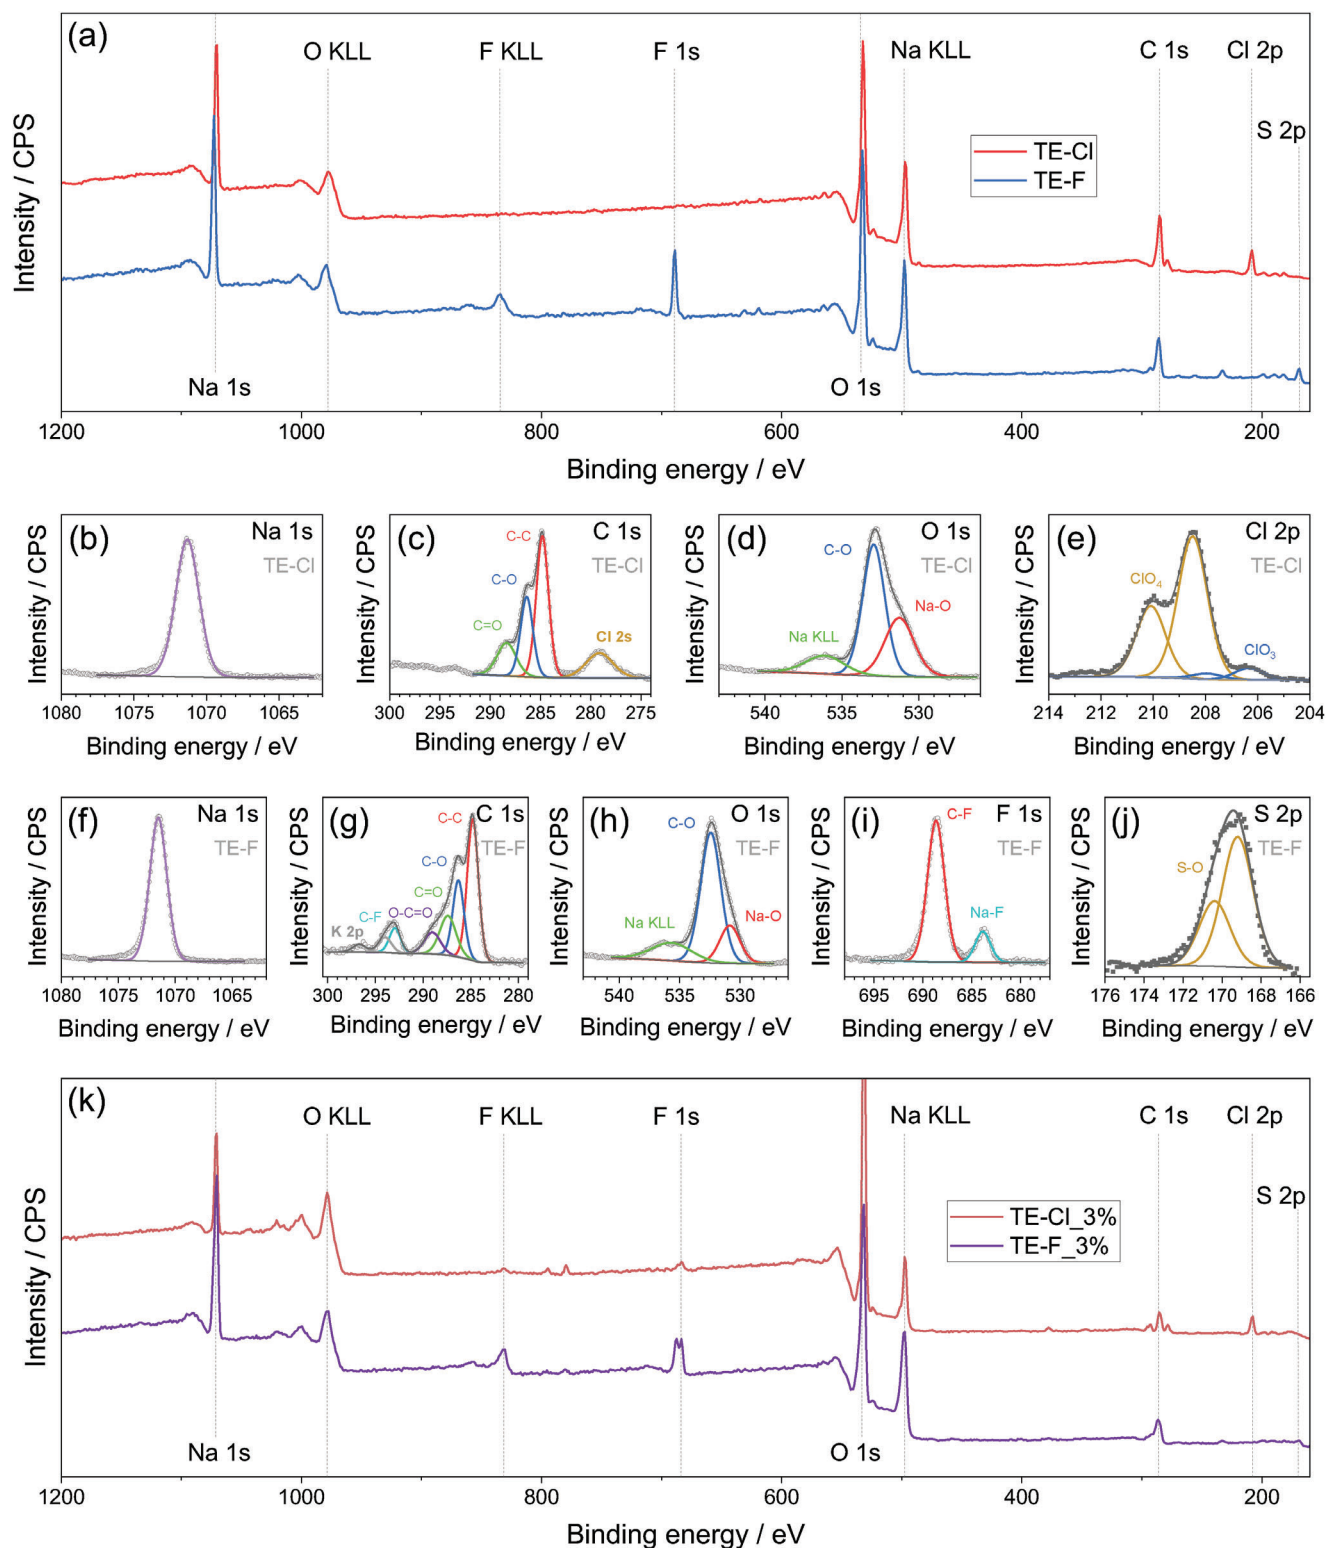 (a)
O KLL
F KLL
F 1s
Na KLL
C 1s
Cl 2p
S 2p
TE-Cl
TE-F
Na 1s
O 1s
Intensity / CPS
1200
1000
800
600
400
200
Binding energy / eV
(b)
Na 1s
TE-Cl
Intensity / CPS
1080
1075
1070
1065
Binding energy / eV
(c)
C 1s
TE-Cl
C-C
C-O
C=O
Cl 2s
Intensity / CPS
300
295
290
285
280
275
Binding energy / eV
(d)
O 1s
TE-Cl
C-O
Na-O
Na KLL
Intensity / CPS
540
535
530
Binding energy / eV
(e)
Cl 2p
TE-Cl
ClO4
ClO3
Intensity / CPS
214
212
210
208
206
204
Binding energy / eV
(f)
Na 1s
TE-F
Intensity / CPS
1080
1075
1070
1065
Binding energy / eV
(g)
C 1s
TE-F
C-C
C-O
C=O
O-C=O
C-F
K 2p
Intensity / CPS
300
295
290
285
280
Binding energy / eV
(h)
O 1s
TE-F
C-O
Na-O
Na KLL
Intensity / CPS
540
535
530
Binding energy / eV
(i)
F 1s
TE-F
C-F
Na-F
Intensity / CPS
695
690
685
680
Binding energy / eV
(j)
S 2p
TE-F
S-O
Intensity / CPS
176
174
172
170
168
166
Binding energy / eV
(k)
O KLL
F KLL
F 1s
Na KLL
C 1s
Cl 2p
S 2p
TE-Cl_3%
TE-F_3%
Na 1s
O 1s
Intensity / CPS
1200
1000
800
600
400
200
Binding energy / eV